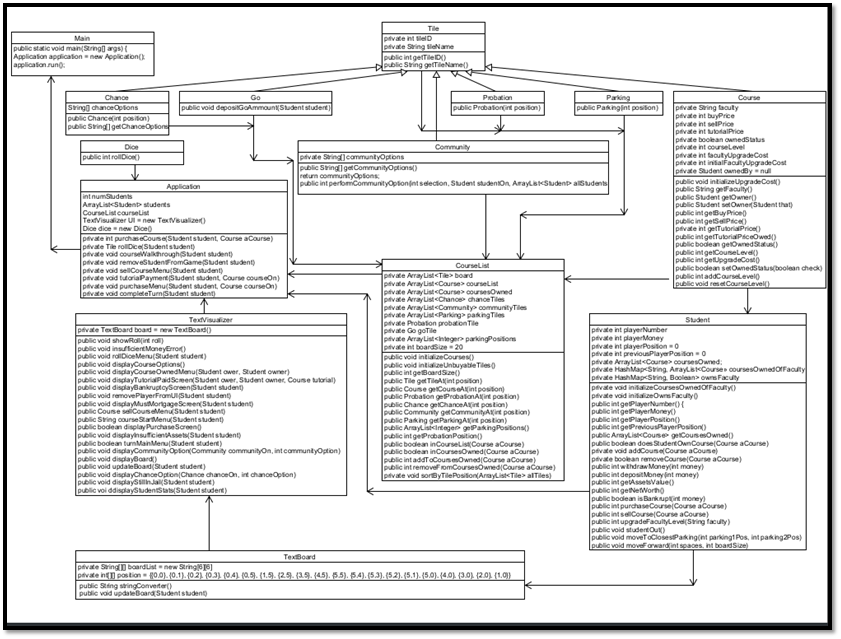 Tile
private int tileID
private String tileName
public int getTileID()
public String getTileName()
Main
public static void main(String[] args) {
Application application = new Application();
application.run();
Chance
String[] chanceOptions
public Chance(int position)
public String[] getChanceOptions
Go
public void depositGoAmmount(Student student)
Probation
public Probation(int position)
Parking
public Parking(int position)
Course
private String faculty
private int buyPrice
private int sellPrice
private int tutorialPrice
private boolean ownedStatus
private int courseLevel
private int facultyUpgradeCost
private int initialFacultyUpgradeCost
private Student ownedBy = null
public void initializeUpgradeCost()
public String getFaculty()
public Student getOwner()
public Student setOwner(Student that)
public int getBuyPrice()
public int getSellPrice()
private int getTutorialPrice()
public int getTutorialPriceOwed()
public boolean getOwnedStatus()
public int getCourseLevel()
public int getUpgradeCost()
public boolean setOwnedStatus(boolean check)
public int addCourseLevel()
public void resetCourseLevel()
Dice
public int rollDice()
Community
private String[] communityOptions
public String[] getCommunityOptions()
return communityOptions;
public int performCommunityOption(int selection, Student studentOn, ArrayList<Student> allStudents
Application
int numStudents
ArrayList<Student> students
CourseList courseList
TextVisualizer UI = new TextVisualizer()
Dice dice = new Dice()
private int purchaseCourse(Student student, Course aCourse)
private Tile rollDice(Student student)
private void courseWalkthrough(Student student)
private void removeStudentFromGame(Student student)
private void sellCourseMenu(Student student)
private void tutorialPayment(Student student, Course courseOn)
private void purchaseMenu(Student student, Course courseOn)
private void completeTurn(Student student)
CourseList
private ArrayList<Tile> board
private ArrayList<Course> courseList
private ArrayList<Course> coursesOwned
private ArrayList<Chance> chanceTiles
private ArrayList<Community> communityTiles
private ArrayList<Parking> parkingTiles
private Probation probationTile
private Go goTile
private ArrayList<Integer> parkingPositions
private int boardSize = 20
public void initializeCourses()
public void initializeUnbuyableTiles()
public int getBoardSize()
public Tile getTileAt(int position)
public Course getCourseAt(int position)
public Probation getProbationAt(int position)
public Chance getChanceAt(int position)
public Community getCommunityAt(int position)
public Parking getParkingAt(int position)
public ArrayList<Integer> getParkingPositions()
public int getProbationPosition()
public boolean inCourseList(Course aCourse)
public boolean inCoursesOwned(Course aCourse)
public int addToCoursesOwned(Course aCourse)
public int removeFromCoursesOwned(Course aCourse)
private void sortByTilePosition(ArrayList<Tile> allTiles)
TextVisualizer
private TextBoard board = new TextBoard()
public void showRoll(int roll)
public void insufficientMoneyError()
public void rollDiceMenu(Student student)
public void displayCourseOptions()
public void displayCourseOwnedMenu(Student ower, Student owner)
public void displayTutorialPaidScreen(Student ower, Student owner, Course tutorial)
public void displayBankruptcyScreen(Student student)
public void removePlayerFromUI(Student student)
public void displayMustMortgageScreen(Student student)
public Course sellCourseMenu(Student student)
public String courseStartMenu(Student student)
public boolean displayPurchaseScreen()
public void displayInsufficientAssets(Student student)
public boolean turnMainMenu(Student student)
public void displayCommunityOption(Community communityOn, int communityOption)
public void displayBoard()
public void updateBoard(Student student)
public void displayChanceOption(Chance chanceOn, int chanceOption)
public void displayStillInJail(Student student)
public voi displayStudentStats(Student student)
Student
private int playerNumber
private int playerMoney
private int playerPosition = 0
private int previousPlayerPosition = 0
private ArrayList<Course> coursesOwned;
private HashMap<String, ArrayList<Course> coursesOwnedOfFaculty
private HashMap<String, Boolean> ownsFaculty
private void initializeCoursesOwnedOfFaculty()
private void initializeOwnsFaculty()
public int getPlayerNumber() {
public int getPlayerMoney()
public int getPlayerPosition()
public int getPreviousPlayerPosition()
public ArrayList<Course> getCoursesOwned()
public boolean doesStudentOwnCourse(Course aCourse)
private void addCourse(Course aCourse)
private boolean removeCourse(Course aCourse)
public int withdrawMoney(int money)
public int depositMoney(int money)
public int getAssetsValue()
public int getNetWorth()
public boolean isBankrupt(int money)
public int purchaseCourse(Course aCourse)
public int sellCourse(Course aCourse)
public int upgradeFacultyLevel(String faculty)
public void studentOut()
public void moveToClosestParking(int parking1Pos, int parking2Pos)
public void moveForward(int spaces, int boardSize)
TextBoard
private String[][] boardList = new String[6][6]
private int[][] position = {{0,0}, {0,1}, {0,2}, {0,3}, {0,4}, {0,5}, {1,5}, {2,5}, {3,5}, {4,5}, {5,5}, {5,4}, {5,3}, {5,2}, {5,1}, {5,0}, {4,0}, {3,0}, {2,0}, {1,0}}
public String stringConverter()
public void updateBoard(Student student)